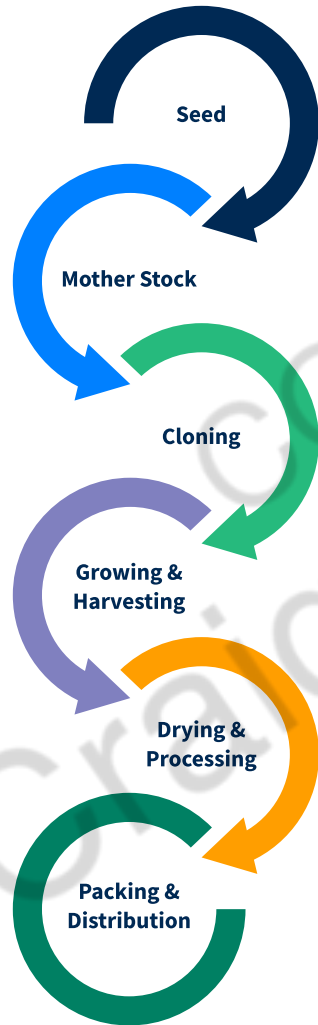 Seed
Mother Stock
Cloning
Growing &
Harvesting
Drying &
Processing
Packing &
Distribution